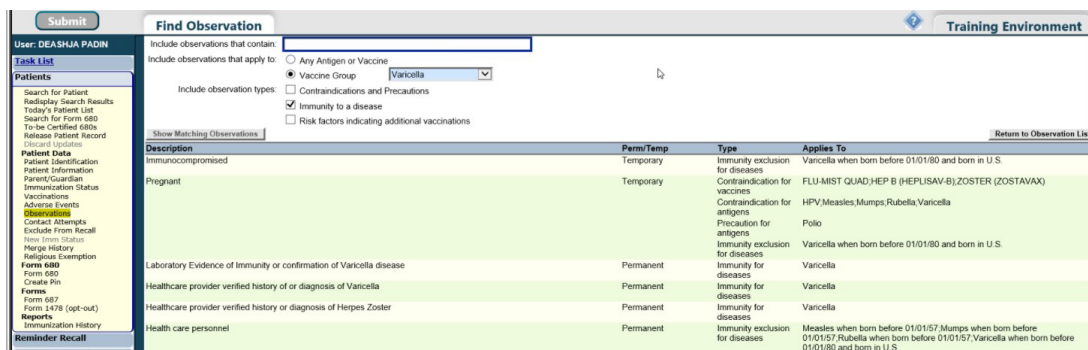 Submit
Find Observation
Training Environment
User: DEASHJA PADIN
Task List
Patients
Search for Patient
Redisplay Search Results
Today's Patient List
Search for Form 680
To-be Certified 680s
Release Patient Record
Discard Updates
Patient Data
Patient Identification
Patient Information
Parent/Guardian
Immunization Status
Vaccinations
Adverse Events
Observations
Contact Attempts
Exclude From Recall
New Imm Status
Merge History
Religious Exemption
Form 680
Form 680
Create Pin
Forms
Form 687
Form 1478 (opt-out)
Reports
Immunization History
Reminder Recall
Include observations that contain:
Include observations that apply to: Any Antigen or Vaccine
Vaccine Group Varicella
Include observation types: Contraindications and Precautions
Immunity to a disease
Risk factors indicating additional vaccinations
Show Matching Observations Return to Observation Lis
Description Perm/Temp Type Applies To
Immunocompromised Temporary Immunity exclusion Varicella when born before 01/01/80 and born in U.S.
for diseases
Pregnant Temporary Contraindication for FLU-MIST QUAD;HEP B (HEPLISAV-B);ZOSTER (ZOSTAVAX)
vaccines
Contraindication for HPV;Measles;Mumps;Rubella;Varicella
antigens
Precaution for Polio
antigens
Immunity exclusion Varicella when born before 01/01/80 and born in U.S.
for diseases
Laboratory Evidence of Immunity or confirmation of Varicella disease Permanent Immunity for Varicella
diseases
Healthcare provider verified history of or diagnosis of Varicella Permanent Immunity for Varicella
diseases
Healthcare provider verified history or diagnosis of Herpes Zoster Permanent Immunity for Varicella
diseases
Health care personnel Permanent Immunity exclusion Measles when born before 01/01/57;Mumps when born before
for diseases 01/01/57;Rubella when born before 01/01/57;Varicella when born before
01/01/80 and born in U.S.